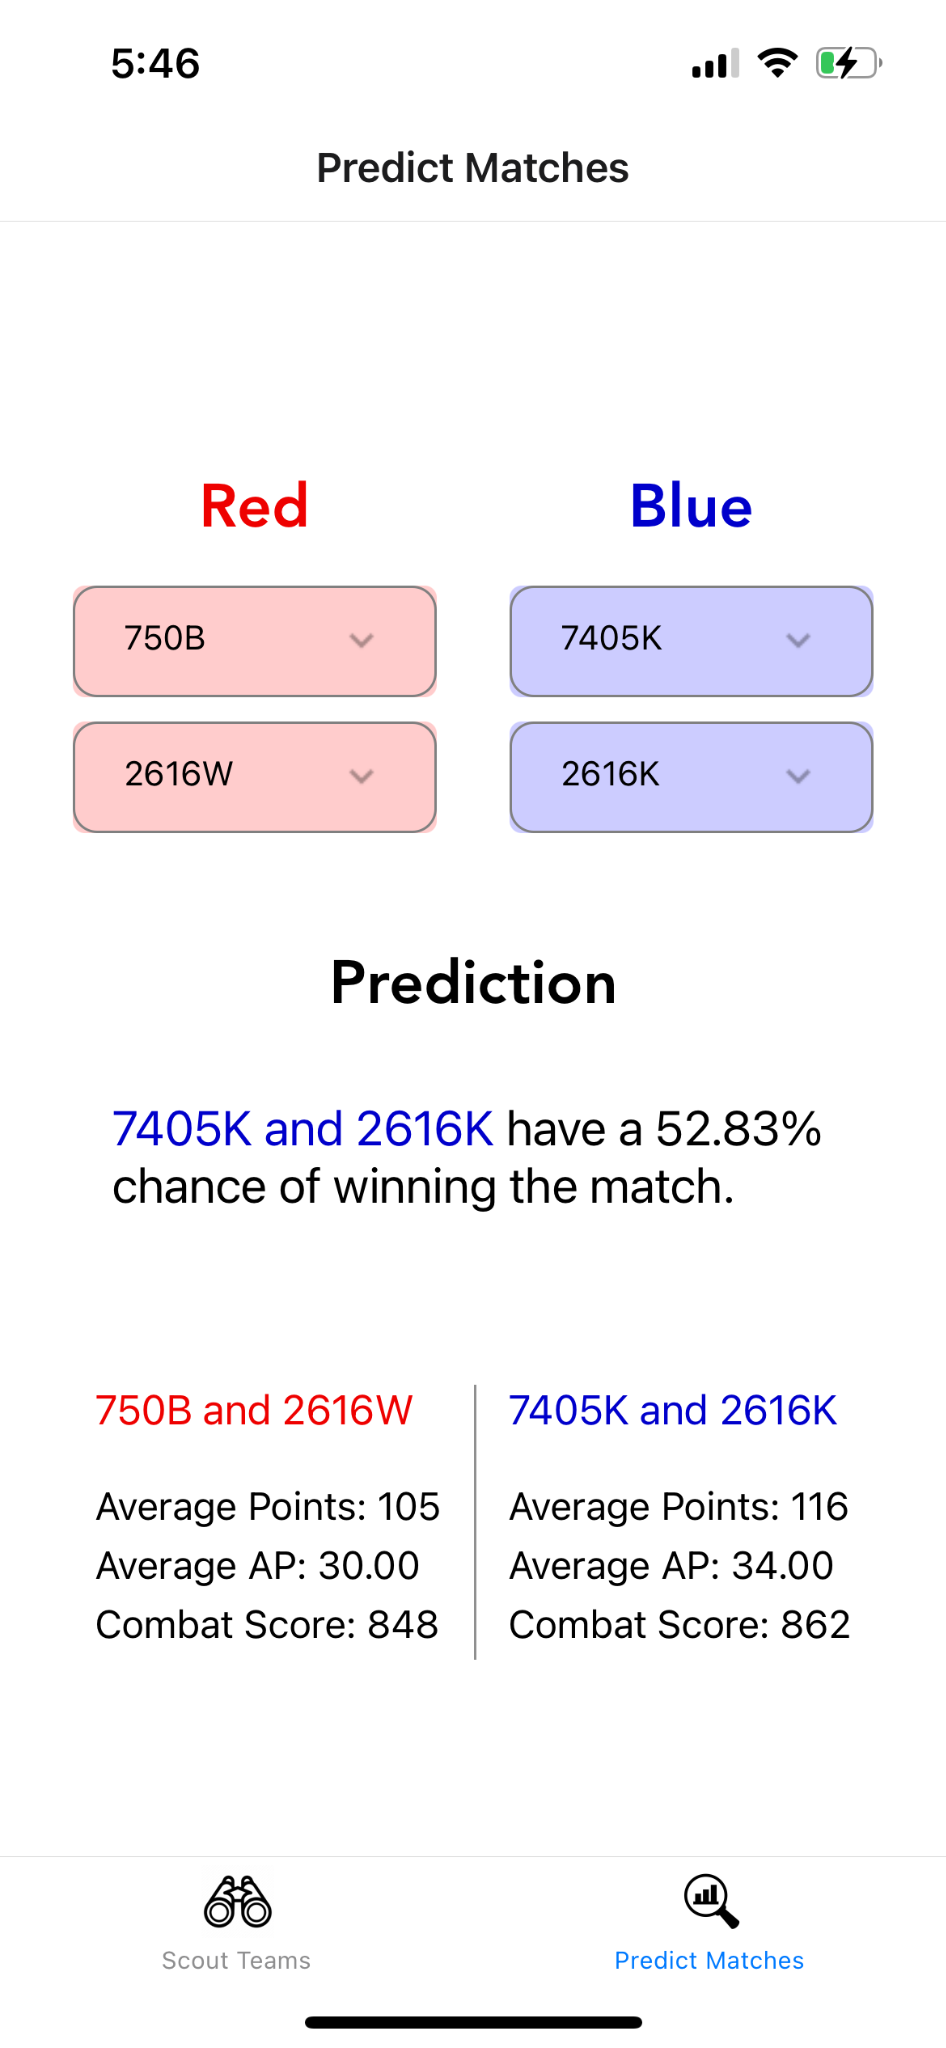 5:46
Predict Matches
Red
Blue
750B
7405K
2616W
2616K
Prediction
7405K and 2616K have a 52.83%
chance of winning the match.
750B and 2616W
Average Points: 105
Average AP: 30.00
Combat Score: 848
7405K and 2616K
Average Points: 116
Average AP: 34.00
Combat Score: 862
Scout Teams
Predict Matches